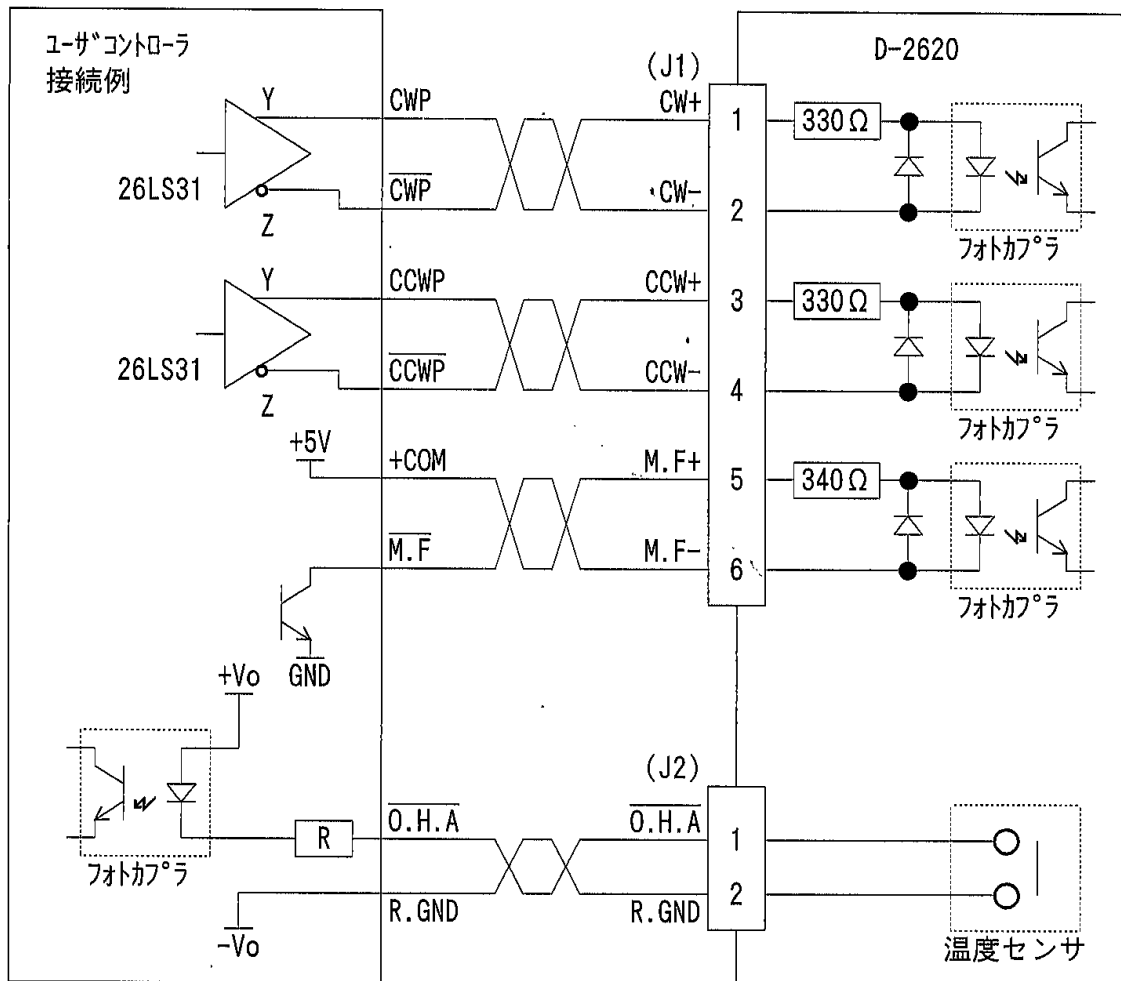 ユーザコントローラ
接続例
D-2620
(J1)
Y
CWP
CW+
1
330Ω
26LS31
C̅W̅P̅
CW-
2
Z
フォトカプラ
Y
CCWP
CCW+
3
330Ω
26LS31
C̅C̅W̅P̅
CCW-
4
Z
フォトカプラ
+5V
+COM
M.F+
5
340Ω
M̅.̅F̅
M.F-
6
フォトカプラ
GND
+Vo
(J2)
O̅.̅H̅.̅A̅
O̅.̅H̅.̅A̅
1
R
フォトカプラ
R.GND
R.GND
2
-Vo
温度センサ